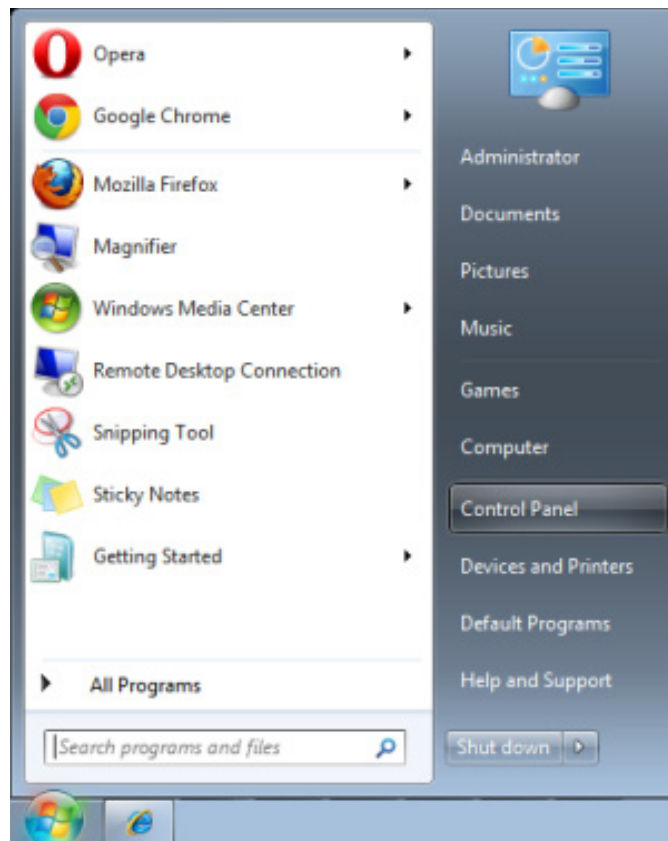 Opera
Google Chrome
Mozilla Firefox
Magnifier
Windows Media Center
Remote Desktop Connection
Snipping Tool
Sticky Notes
Getting Started
All Programs
Search programs and files
Administrator
Documents
Pictures
Music
Games
Computer
Control Panel
Devices and Printers
Default Programs
Help and Support
Shut down